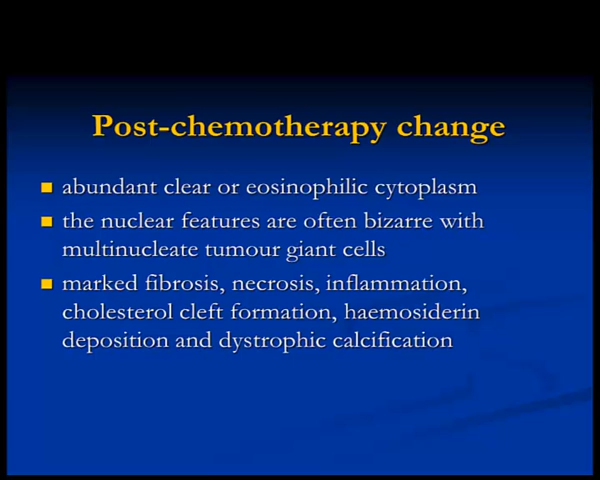 Post-chemotherapy change
abundant clear or eosinophilic cytoplasm
the nuclear features are often bizarre with
multinucleate tumour giant cells
marked fibrosis, necrosis, inflammation,
cholesterol cleft formation, haemosiderin
deposition and dystrophic calcification